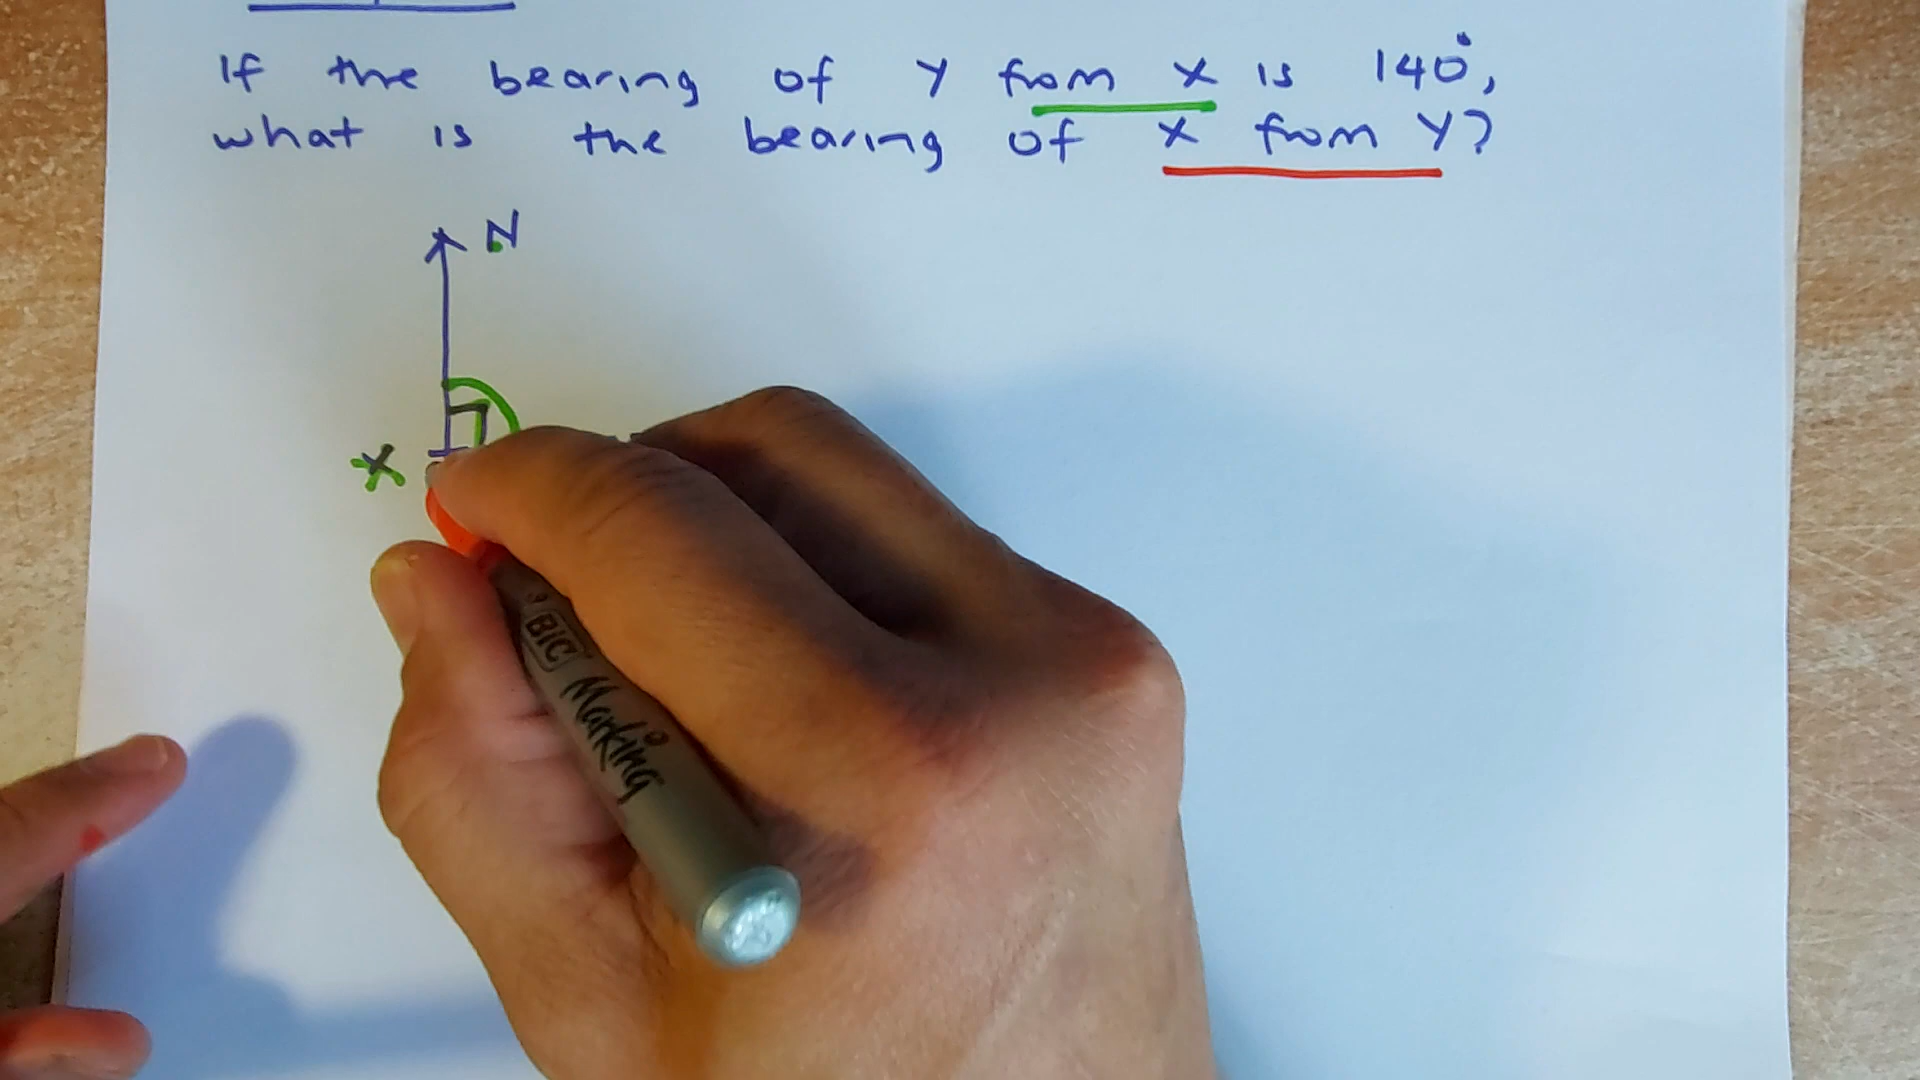 If the bearing of Y from X is 140°,
what is the bearing of X from Y?
N
X
BIC Marking